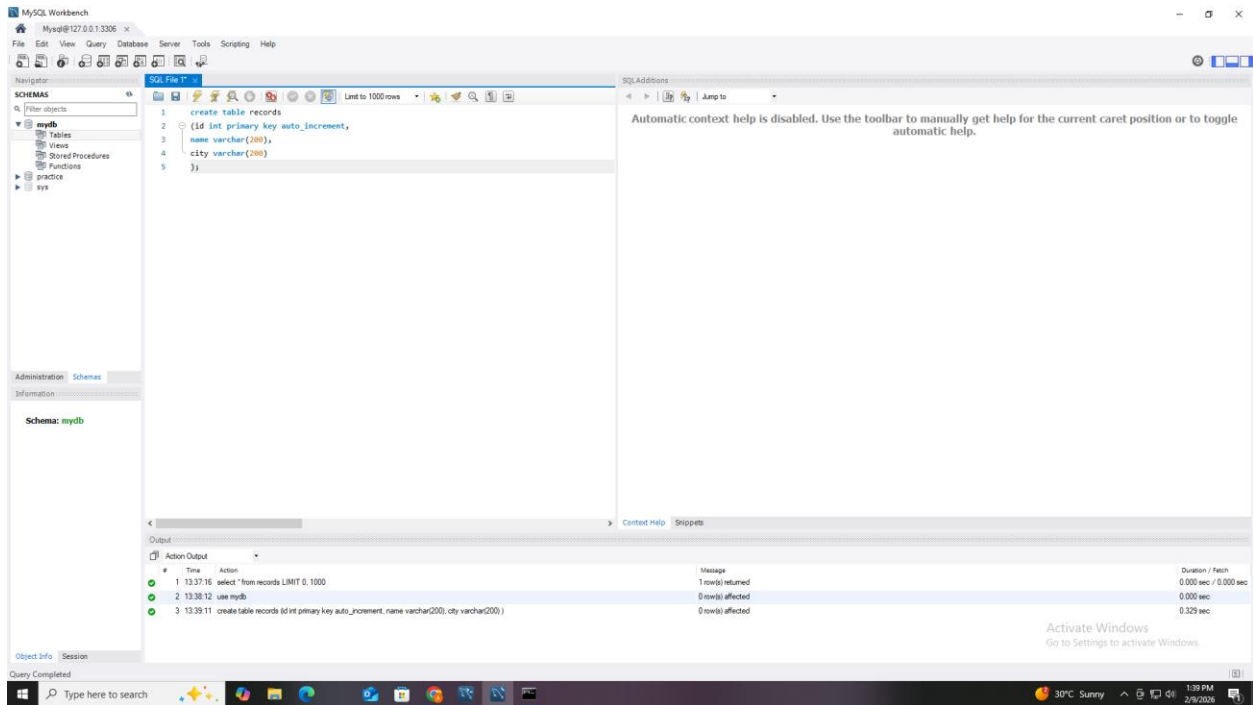 MySQL Workbench
Mysql@127.0.0.1:3306 ×
File Edit View Query Database Server Tools Scripting Help
Navigator
SCHEMAS
Filter objects
mydb
Tables
Views
Stored Procedures
Functions
practice
sys
Administration Schemas
Information
Schema: mydb
Object Info Session
Query Completed
SQL File 1* ×
Limit to 1000 rows
1 create table records
2 (id int primary key auto_increment,
3 name varchar(200),
4 city varchar(200)
5 );
SQLAdditions
Jump to
Automatic context help is disabled. Use the toolbar to manually get help for the current caret position or to toggle
automatic help.
Context Help Snippets
Output
Action Output
# Time Action Message Duration / Fetch
1 13:37:16 select * from records LIMIT 0, 1000 1 row(s) returned 0.000 sec / 0.000 sec
2 13:38:12 use mydb 0 row(s) affected 0.000 sec
3 13:39:11 create table records (id int primary key auto_increment, name varchar(200), city varchar(200) ) 0 row(s) affected 0.329 sec
Activate Windows
Go to Settings to activate Windows.
Type here to search
30°C Sunny
1:39 PM
2/9/2026